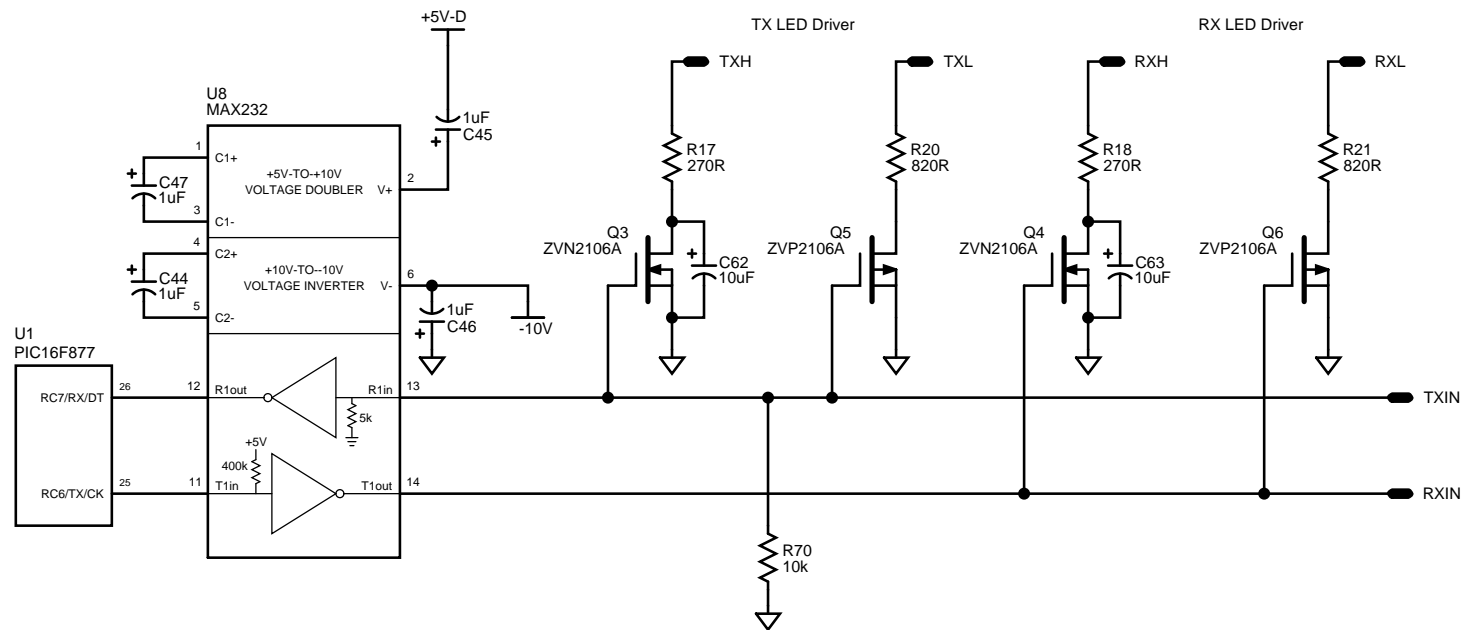 +5V-D
TX LED Driver
RX LED Driver
TXH
TXL
RXH
RXL
U8
MAX232
1uF
C45
+
1
C1+
+
C47
1uF
3
C1-
+5V-TO-+10V
VOLTAGE DOUBLER
V+
2
R17
270R
R20
820R
R18
270R
R21
820R
4
C2+
+
C44
1uF
5
C2-
+10V-TO--10V
VOLTAGE INVERTER
V-
6
1uF
C46
+
-10V
Q3
ZVN2106A
+
C62
10uF
Q5
ZVP2106A
Q4
ZVN2106A
+
C63
10uF
Q6
ZVP2106A
U1
PIC16F877
RC7/RX/DT
26
12
R1out
R1in
13
5k
TXIN
+5V
400k
RC6/TX/CK
25
11
T1in
T1out
14
RXIN
R70
10k